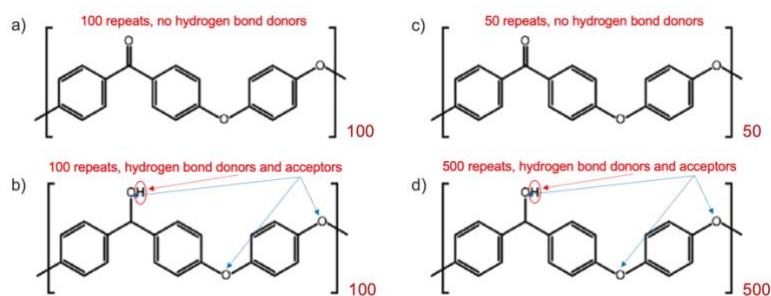 a)
100 repeats, no hydrogen bond donors
O
O
O
100
c)
50 repeats, no hydrogen bond donors
O
O
O
50
b)
100 repeats, hydrogen bond donors and acceptors
OH
O
O
100
d)
500 repeats, hydrogen bond donors and acceptors
OH
O
O
500